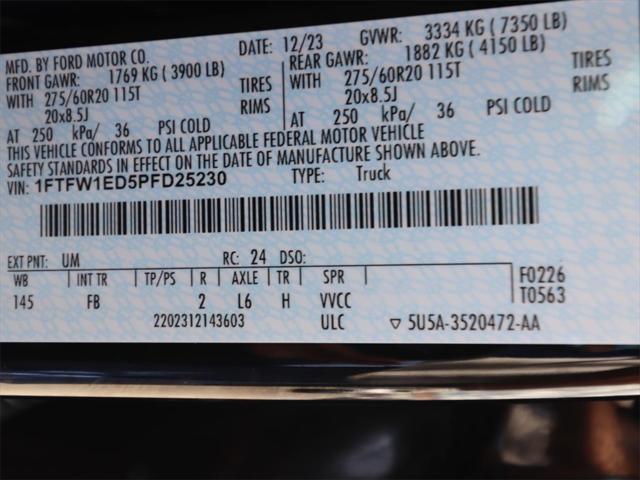 MFD. BY FORD MOTOR CO. DATE: 12/23 GVWR: 3334 KG ( 7350 LB)
FRONT GAWR: 1769 KG ( 3900 LB) REAR GAWR: 1882 KG ( 4150 LB)
WITH 275/60R20 115T TIRES WITH 275/60R20 115T TIRES
20x8.5J RIMS 20x8.5J RIMS
AT 250 kPa/ 36 PSI COLD AT 250 kPa/ 36 PSI COLD
THIS VEHICLE CONFORMS TO ALL APPLICABLE FEDERAL MOTOR VEHICLE
SAFETY STANDARDS IN EFFECT ON THE DATE OF MANUFACTURE SHOWN ABOVE.
VIN: 1FTFW1ED5PFD25230 TYPE: Truck
EXT PNT: UM RC: 24 DSO:
WB INT TR TP/PS R AXLE TR SPR F0226
145 FB 2 L6 H VVCC T0563
2202312143603 ULC ▽ 5U5A-3520472-AA